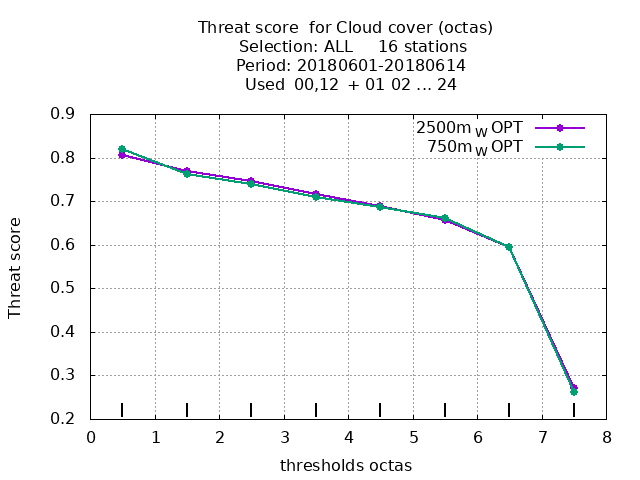 Threat score  for Cloud cover (octas)
Selection: ALL     16 stations
Period: 20180601-20180614
Used  00,12  + 01 02 ... 24
2500m W OPT
750m W OPT
0.9
0.8
0.7
0.6
0.5
0.4
0.3
0.2
Threat score
0 1 2 3 4 5 6 7 8
thresholds octas